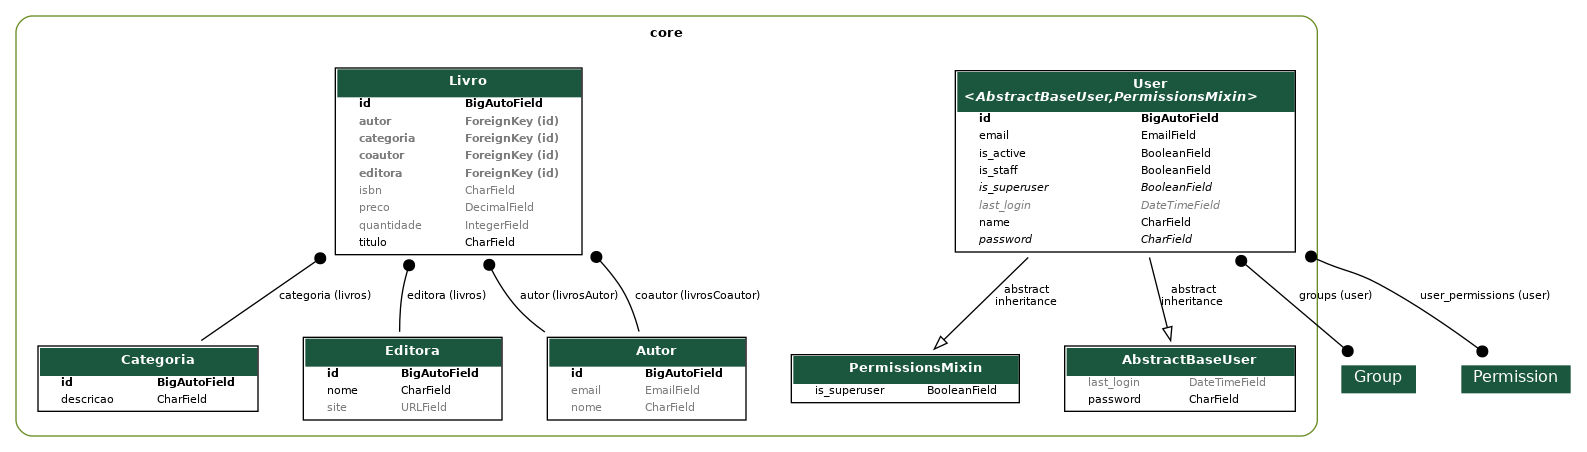 core
Livro
id BigAutoField
autor ForeignKey (id)
categoria ForeignKey (id)
coautor ForeignKey (id)
editora ForeignKey (id)
isbn CharField
preco DecimalField
quantidade IntegerField
titulo CharField
User
<AbstractBaseUser,PermissionsMixin>
id BigAutoField
email EmailField
is_active BooleanField
is_staff BooleanField
is_superuser BooleanField
last_login DateTimeField
name CharField
password CharField
categoria (livros)
editora (livros)
autor (livrosAutor)
coautor (livrosCoautor)
abstract
inheritance
abstract
inheritance
groups (user)
user_permissions (user)
Categoria
id BigAutoField
descricao CharField
Editora
id BigAutoField
nome CharField
site URLField
Autor
id BigAutoField
email EmailField
nome CharField
PermissionsMixin
is_superuser BooleanField
AbstractBaseUser
last_login DateTimeField
password CharField
Group
Permission